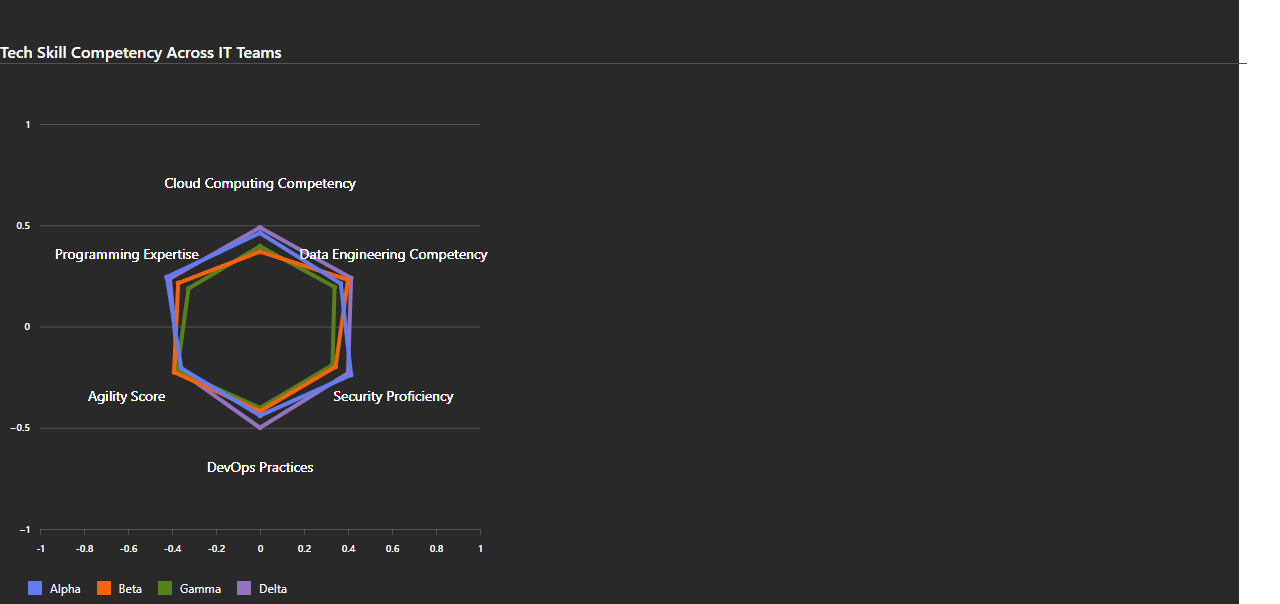 Tech Skill Competency Across IT Teams
1
Cloud Computing Competency
0.5
Programming Expertise
Data Engineering Competency
0
Agility Score
Security Proficiency
−0.5
DevOps Practices
−1
-1 -0.8 -0.6 -0.4 -0.2 0 0.2 0.4 0.6 0.8 1
Alpha Beta Gamma Delta